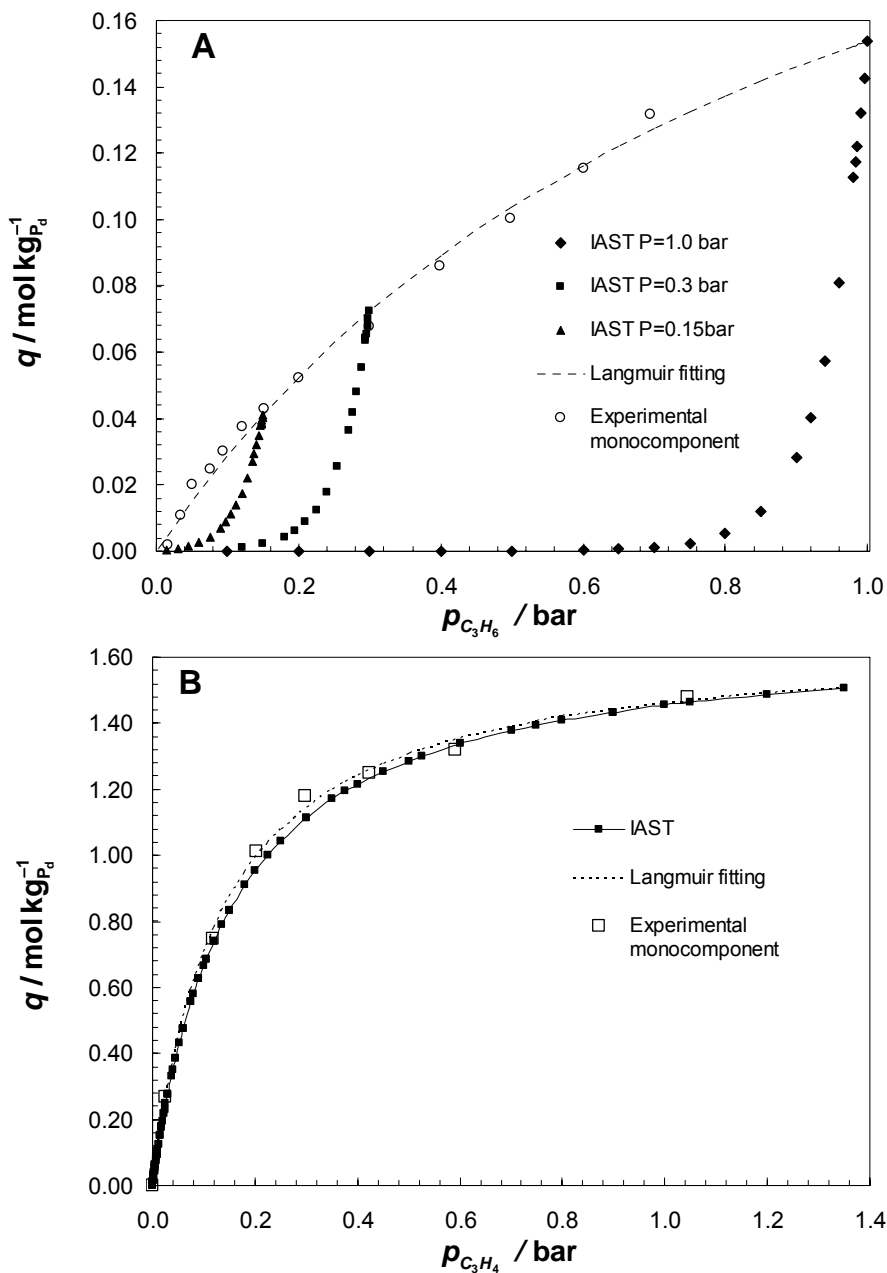 A
0.16
0.14
0.12
0.10
0.08
0.06
0.04
0.02
0.00
q / mol kg⁻¹Pd
IAST P=1.0 bar
IAST P=0.3 bar
IAST P=0.15bar
Langmuir fitting
Experimental
monocomponent
0.0 0.2 0.4 0.6 0.8 1.0
pC3H6 / bar
B
1.60
1.40
1.20
1.00
0.80
0.60
0.40
0.20
0.00
q / mol kg⁻¹Pd
IAST
Langmuir fitting
Experimental
monocomponent
0.0 0.2 0.4 0.6 0.8 1.0 1.2 1.4
pC3H4 / bar